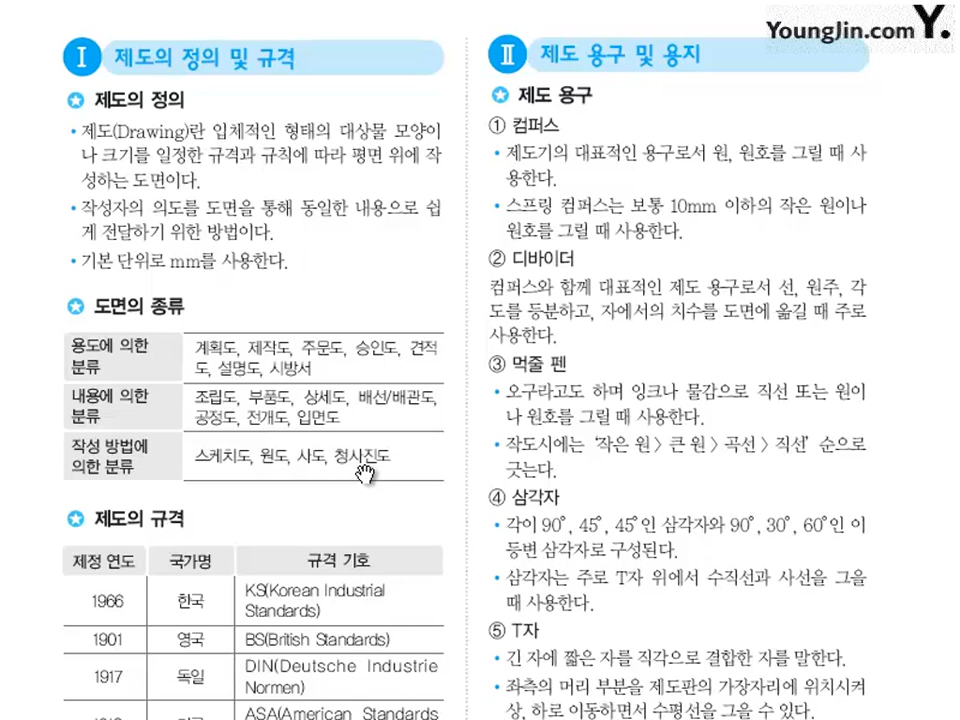 YoungJin.com Y.
Ⅰ 제도의 정의 및 규격
제도의 정의
• 제도(Drawing)란 입체적인 형태의 대상물 모양이
나 크기를 일정한 규격과 규칙에 따라 평면 위에 작
성하는 도면이다.
• 작성자의 의도를 도면을 통해 동일한 내용으로 쉽
게 전달하기 위한 방법이다.
• 기본 단위로 mm를 사용한다.
도면의 종류
용도에 의한
분류
계획도, 제작도, 주문도, 승인도, 견적
도, 설명도, 시방서
내용에 의한
분류
조립도, 부품도, 상세도, 배선/배관도,
공정도, 전개도, 입면도
작성 방법에
의한 분류
스케치도, 원도, 사도, 청사진도
제도의 규격
제정 연도 국가명 규격 기호
1966 한국 KS(Korean Industrial
Standards)
1901 영국 BS(British Standards)
1917 독일 DIN(Deutsche Industrie
Normen)
ASA(American Standards
Ⅱ 제도 용구 및 용지
제도 용구
① 컴퍼스
• 제도기의 대표적인 용구로서 원, 원호를 그릴 때 사
용한다.
• 스프링 컴퍼스는 보통 10mm 이하의 작은 원이나
원호를 그릴 때 사용한다.
② 디바이더
컴퍼스와 함께 대표적인 제도 용구로서 선, 원주, 각
도를 등분하고, 자에서의 치수를 도면에 옮길 때 주로
사용한다.
③ 먹줄 펜
• 오구라고도 하며 잉크나 물감으로 직선 또는 원이
나 원호를 그릴 때 사용한다.
• 작도시에는 ‘작은 원 〉 큰 원 〉 곡선 〉 직선’ 순으로
긋는다.
④ 삼각자
• 각이 90°, 45°, 45°인 삼각자와 90°, 30°, 60°인 이
등변 삼각자로 구성된다.
• 삼각자는 주로 T자 위에서 수직선과 사선을 그을
때 사용한다.
⑤ T자
• 긴 자에 짧은 자를 직각으로 결합한 자를 말한다.
• 좌측의 머리 부분을 제도판의 가장자리에 위치시켜
상, 하로 이동하면서 수평선을 그을 수 있다.